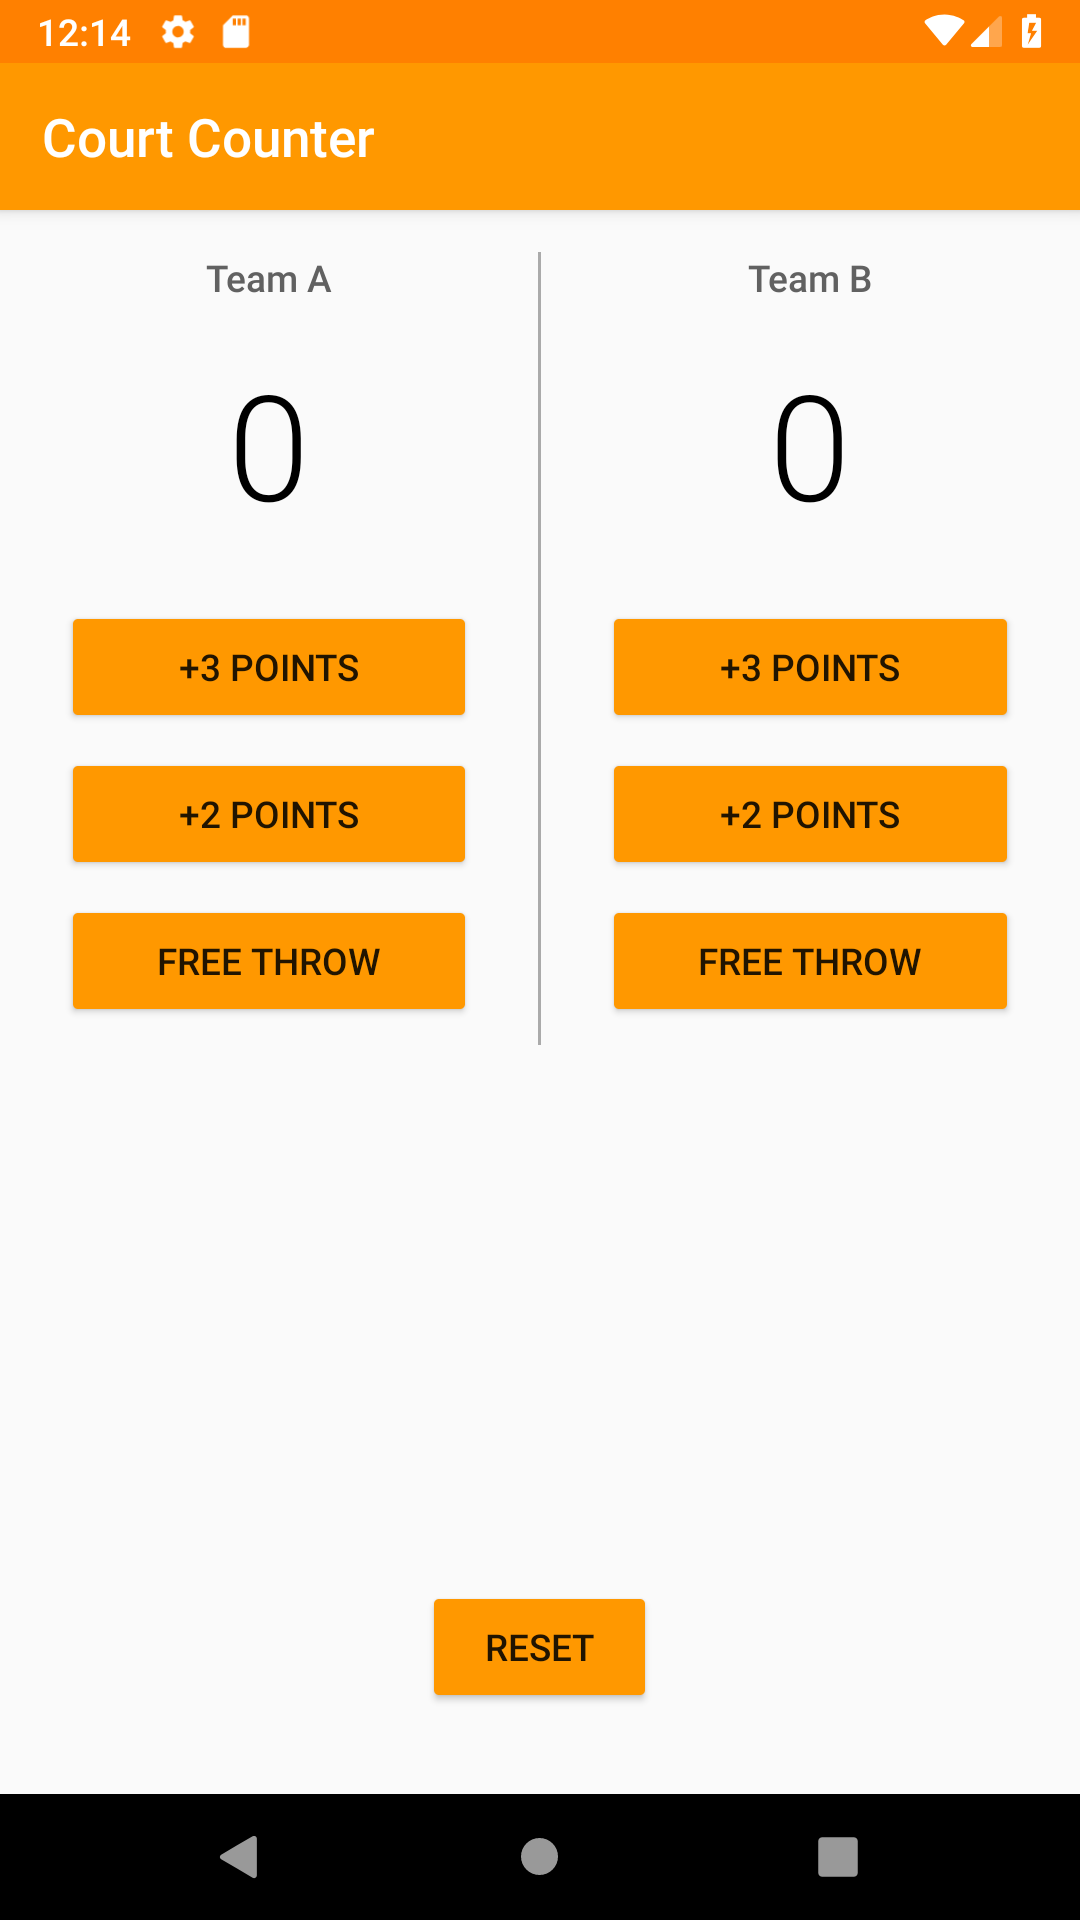 12:14
Court Counter
Team A
Team B
0
0
+3 POINTS
+3 POINTS
+2 POINTS
+2 POINTS
FREE THROW
FREE THROW
RESET